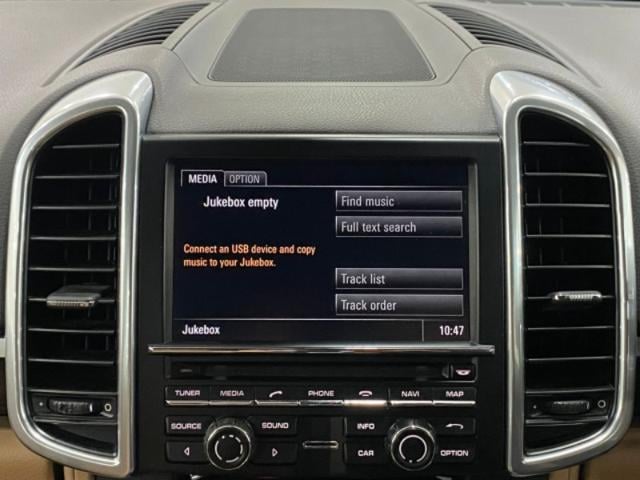 MEDIA OPTION
Jukebox empty
Find music
Full text search
Connect an USB device and copy
music to your Jukebox.
Track list
Track order
Jukebox 10:47
TUNER MEDIA PHONE NAVI MAP
SOURCE SOUND INFO
CAR OPTION